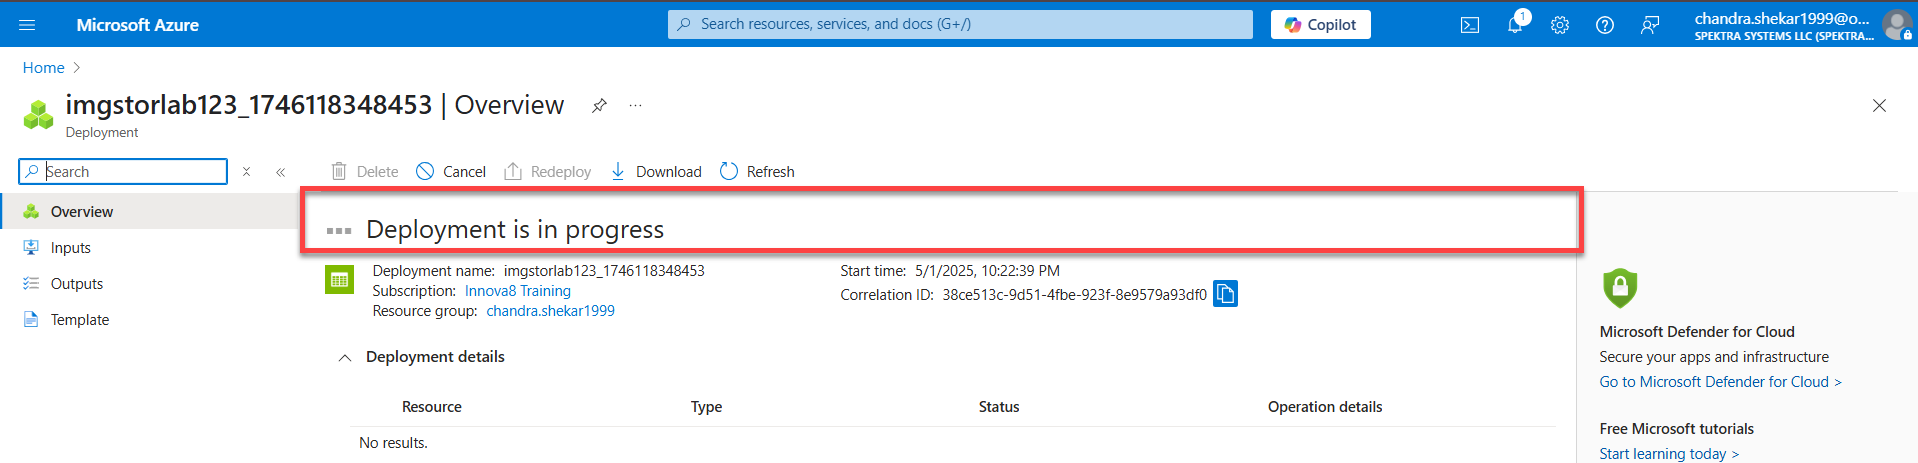 Microsoft Azure
Search resources, services, and docs (G+/)
Copilot
1
chandra.shekar1999@o...
SPEKTRA SYSTEMS LLC (SPEKTRA...
Home >
imgstorlab123_1746118348453 | Overview
...
Deployment
Search
Delete
Cancel
Redeploy
Download
Refresh
Overview
Inputs
Outputs
Template
Deployment is in progress
Deployment name: imgstorlab123_1746118348453
Subscription: Innova8 Training
Resource group: chandra.shekar1999
Start time: 5/1/2025, 10:22:39 PM
Correlation ID: 38ce513c-9d51-4fbe-923f-8e9579a93df0
Deployment details
Resource Type Status Operation details
No results.
Microsoft Defender for Cloud
Secure your apps and infrastructure
Go to Microsoft Defender for Cloud >
Free Microsoft tutorials
Start learning today >